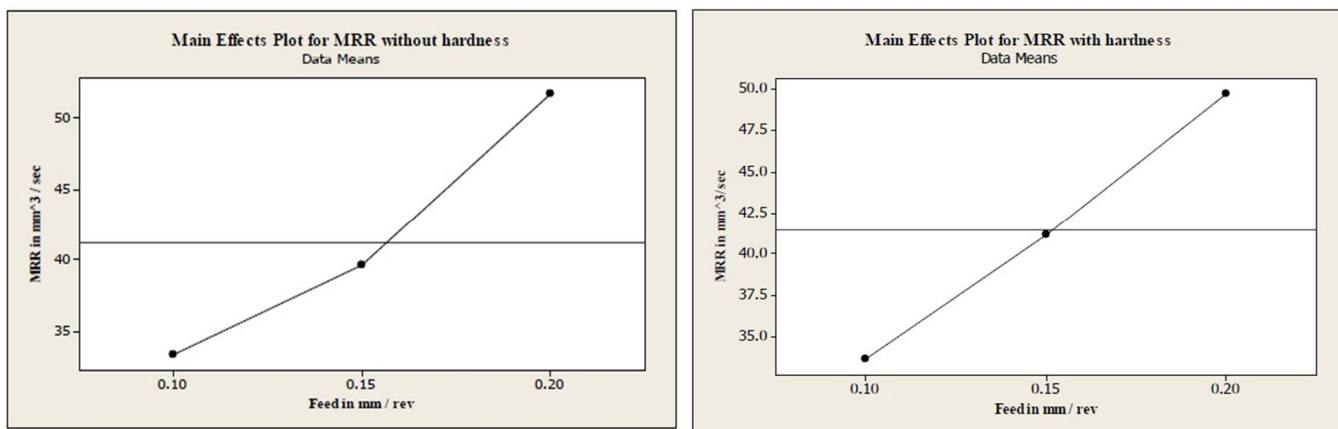 Main Effects Plot for MRR without hardness
Data Means
MRR in mm^3 / sec
50
45
40
35
0.10
0.15
0.20
Feed in mm / rev
Main Effects Plot for MRR with hardness
Data Means
MRR in mm^3/sec
50.0
47.5
45.0
42.5
40.0
37.5
35.0
0.10
0.15
0.20
Feed in mm / rev